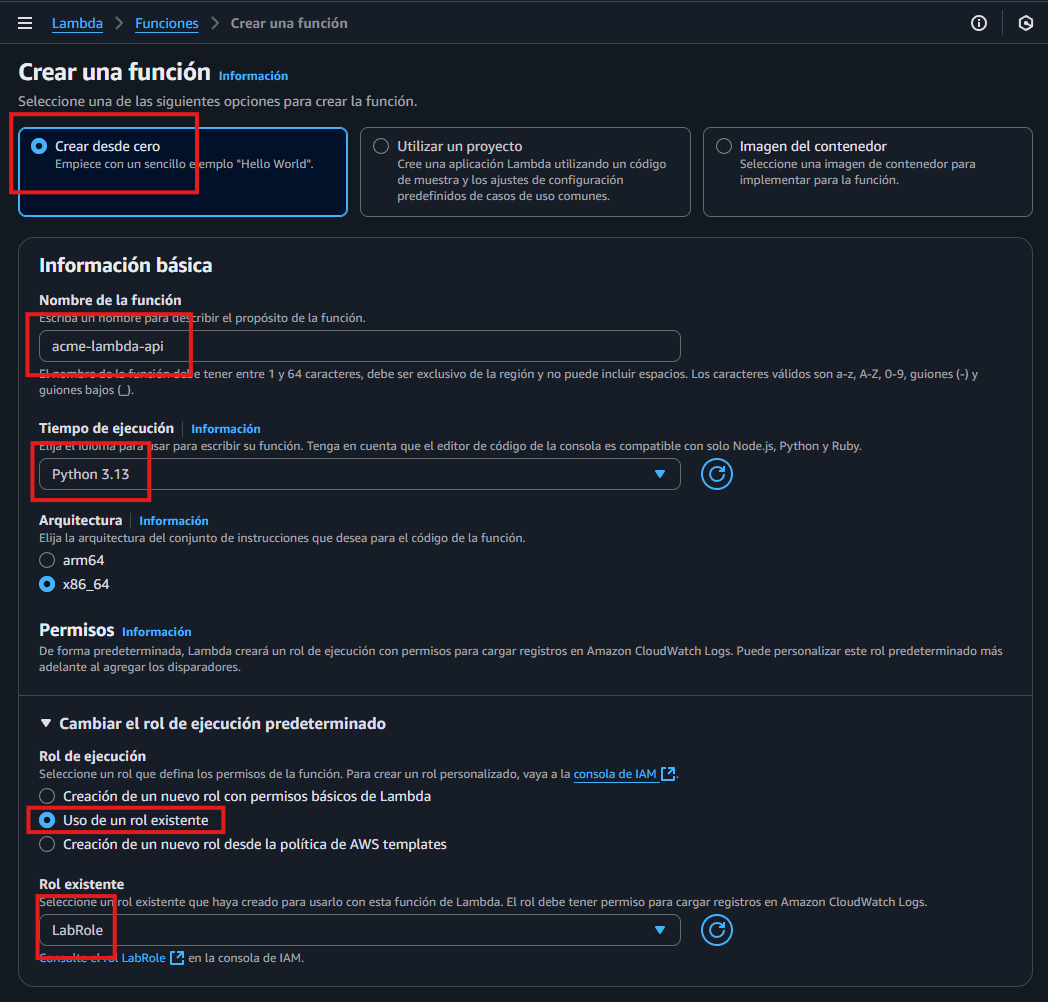 Lambda > Funciones > Crear una función
Crear una función Información
Seleccione una de las siguientes opciones para crear la función.
Crear desde cero
Empiece con un sencillo ejemplo "Hello World".
Utilizar un proyecto
Cree una aplicación Lambda utilizando un código
de muestra y los ajustes de configuración
predefinidos de casos de uso comunes.
Imagen del contenedor
Seleccione una imagen de contenedor para
implementar para la función.
Información básica
Nombre de la función
Escriba un nombre para describir el propósito de la función.
acme-lambda-api
El nombre de la función debe tener entre 1 y 64 caracteres, debe ser exclusivo de la región y no puede incluir espacios. Los caracteres válidos son a-z, A-Z, 0-9, guiones (-) y
guiones bajos (_).
Tiempo de ejecución Información
Elija el idioma para usar para escribir su función. Tenga en cuenta que el editor de código de la consola es compatible con solo Node.js, Python y Ruby.
Python 3.13
Arquitectura Información
Elija la arquitectura del conjunto de instrucciones que desea para el código de la función.
arm64
x86_64
Permisos Información
De forma predeterminada, Lambda creará un rol de ejecución con permisos para cargar registros en Amazon CloudWatch Logs. Puede personalizar este rol predeterminado más
adelante al agregar los disparadores.
Cambiar el rol de ejecución predeterminado
Rol de ejecución
Seleccione un rol que defina los permisos de la función. Para crear un rol personalizado, vaya a la consola de IAM.
Creación de un nuevo rol con permisos básicos de Lambda
Uso de un rol existente
Creación de un nuevo rol desde la política de AWS templates
Rol existente
Seleccione un rol existente que haya creado para usarlo con esta función de Lambda. El rol debe tener permiso para cargar registros en Amazon CloudWatch Logs.
LabRole
Consulte el rol LabRole en la consola de IAM.